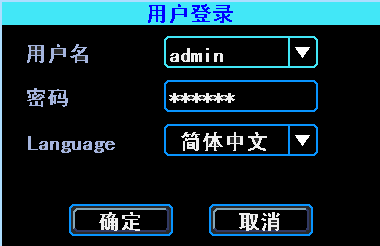 用户登录
用户名 admin
密码 ******
Language 简体中文
确定 取消